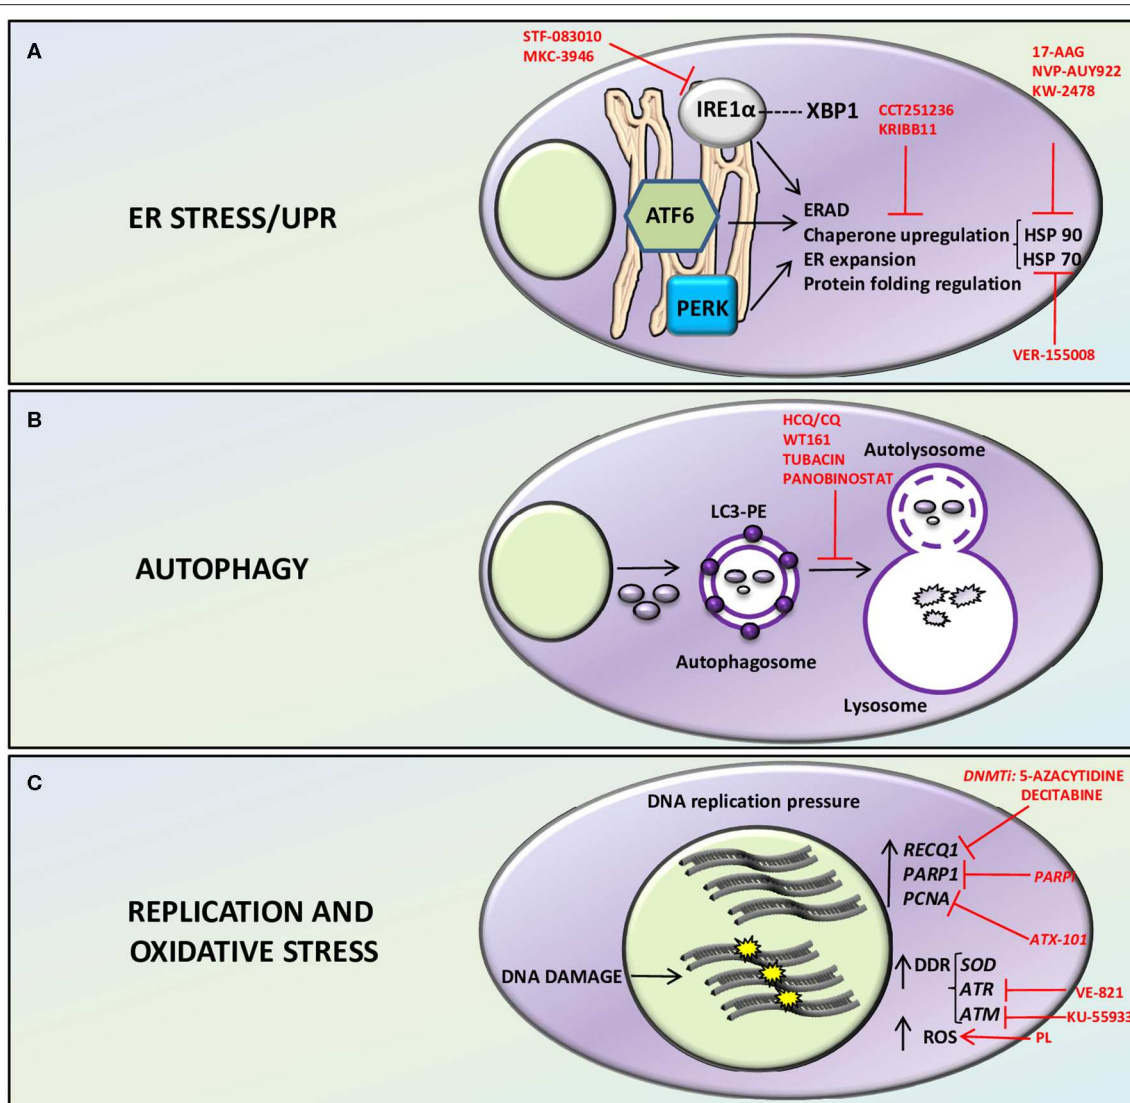 A
STF-083010
MKC-3946
17-AAG
NVP-AUY922
KW-2478
IRE1α
XBP1
CCT251236
KRIBB11
ER STRESS/UPR
ATF6
ERAD
Chaperone upregulation
HSP 90
ER expansion
HSP 70
Protein folding regulation
PERK
VER-155008
B
HCQ/CQ
WT161
TUBACIN
PANOBINOSTAT
Autolysosome
LC3-PE
AUTOPHAGY
Autophagosome
Lysosome
C
DNMTi: 5-AZACYTIDINE
DECITABINE
DNA replication pressure
RECQ1
PARP1
PARPi
PCNA
REPLICATION AND
OXIDATIVE STRESS
ATX-101
DNA DAMAGE
DDR
SOD
ATR
VE-821
ATM
KU-55933
ROS
PL